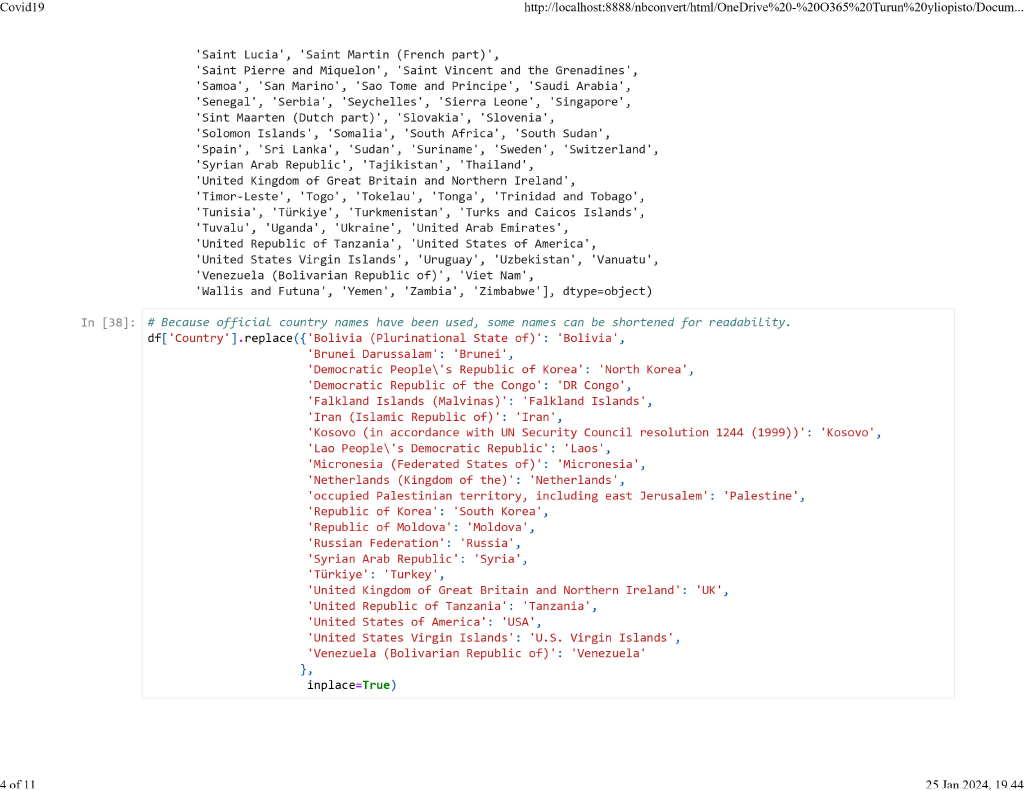 Covid19
http://localhost:8888/nbconvert/html/OneDrive%20-%20O365%20Turun%20yliopisto/Docum...
'Saint Lucia', 'Saint Martin (French part)',
'Saint Pierre and Miquelon', 'Saint Vincent and the Grenadines',
'Samoa', 'San Marino', 'Sao Tome and Principe', 'Saudi Arabia',
'Senegal', 'Serbia', 'Seychelles', 'Sierra Leone', 'Singapore',
'Sint Maarten (Dutch part)', 'Slovakia', 'Slovenia',
'Solomon Islands', 'Somalia', 'South Africa', 'South Sudan',
'Spain', 'Sri Lanka', 'Sudan', 'Suriname', 'Sweden', 'Switzerland',
'Syrian Arab Republic', 'Tajikistan', 'Thailand',
'United Kingdom of Great Britain and Northern Ireland',
'Timor-Leste', 'Togo', 'Tokelau', 'Tonga', 'Trinidad and Tobago',
'Tunisia', 'Türkiye', 'Turkmenistan', 'Turks and Caicos Islands',
'Tuvalu', 'Uganda', 'Ukraine', 'United Arab Emirates',
'United Republic of Tanzania', 'United States of America',
'United States Virgin Islands', 'Uruguay', 'Uzbekistan', 'Vanuatu',
'Venezuela (Bolivarian Republic of)', 'Viet Nam',
'Wallis and Futuna', 'Yemen', 'Zambia', 'Zimbabwe'], dtype=object)
In [38]: # Because official country names have been used, some names can be shortened for readability.
df['Country'].replace({'Bolivia (Plurinational State of)': 'Bolivia',
'Brunei Darussalam': 'Brunei',
'Democratic People\'s Republic of Korea': 'North Korea',
'Democratic Republic of the Congo': 'DR Congo',
'Falkland Islands (Malvinas)': 'Falkland Islands',
'Iran (Islamic Republic of)': 'Iran',
'Kosovo (in accordance with UN Security Council resolution 1244 (1999))': 'Kosovo',
'Lao People\'s Democratic Republic': 'Laos',
'Micronesia (Federated States of)': 'Micronesia',
'Netherlands (Kingdom of the)': 'Netherlands',
'occupied Palestinian territory, including east Jerusalem': 'Palestine',
'Republic of Korea': 'South Korea',
'Republic of Moldova': 'Moldova',
'Russian Federation': 'Russia',
'Syrian Arab Republic': 'Syria',
'Türkiye': 'Turkey',
'United Kingdom of Great Britain and Northern Ireland': 'UK',
'United Republic of Tanzania': 'Tanzania',
'United States of America': 'USA',
'United States Virgin Islands': 'U.S. Virgin Islands',
'Venezuela (Bolivarian Republic of)': 'Venezuela'
},
inplace=True)
4 of 11
25 Jan 2024, 19.44